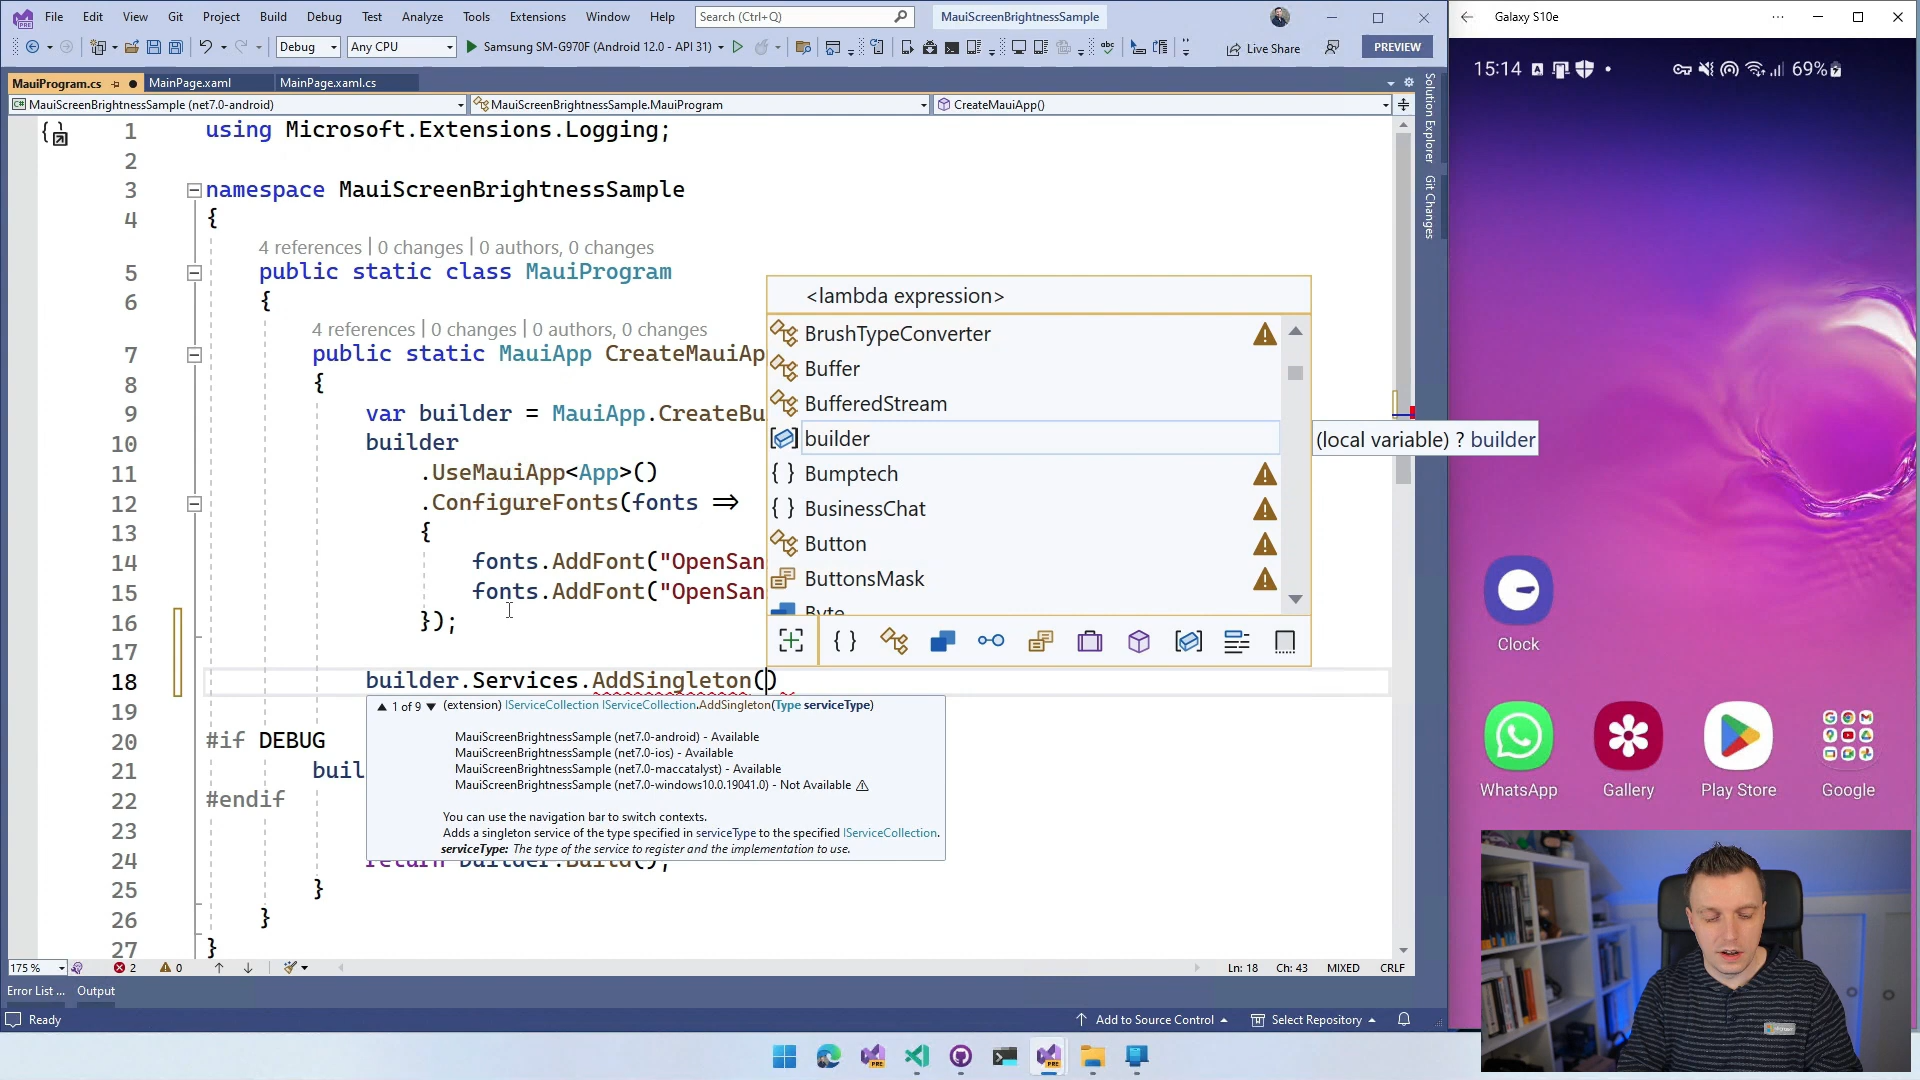 File Edit View Git Project Build Debug Test Analyze Tools Extensions Window Help Search (Ctrl+Q) MauiScreenBrightnessSample
Debug Any CPU Samsung SM-G970F (Android 12.0 - API 31) Live Share PREVIEW
MauiProgram.cs MainPage.xaml MainPage.xaml.cs
MauiScreenBrightnessSample (net7.0-android) MauiScreenBrightnessSample.MauiProgram CreateMauiApp()
1 using Microsoft.Extensions.Logging;
2
3 namespace MauiScreenBrightnessSample
4 {
4 references | 0 changes | 0 authors, 0 changes
5 public static class MauiProgram
6 {
4 references | 0 changes | 0 authors, 0 changes
7 public static MauiApp CreateMauiAp
8 {
9 var builder = MauiApp.CreateBu
10 builder
11 .UseMauiApp<App>()
12 .ConfigureFonts(fonts =>
13 {
14 fonts.AddFont("OpenSan
15 fonts.AddFont("OpenSan
16 });
17
18 builder.Services.AddSingleton()
19
20 #if DEBUG
21 buil
22 #endif
23
24 return builder.Build();
25 }
26 }
27 }
<lambda expression>
BrushTypeConverter
Buffer
BufferedStream
builder
Bumptech
BusinessChat
Button
ButtonsMask
Byte
(local variable) ? builder
1 of 9 (extension) IServiceCollection IServiceCollection.AddSingleton(Type serviceType)
MauiScreenBrightnessSample (net7.0-android) - Available
MauiScreenBrightnessSample (net7.0-ios) - Available
MauiScreenBrightnessSample (net7.0-maccatalyst) - Available
MauiScreenBrightnessSample (net7.0-windows10.0.19041.0) - Not Available
You can use the navigation bar to switch contexts.
Adds a singleton service of the type specified in serviceType to the specified IServiceCollection.
serviceType: The type of the service to register and the implementation to use.
Solution Explorer
Git Changes
175 % 2 0 Ln: 18 Ch: 43 MIXED CRLF
Error List ... Output
Ready Add to Source Control Select Repository
Galaxy S10e
15:14 69%
Clock
WhatsApp Gallery Play Store Google